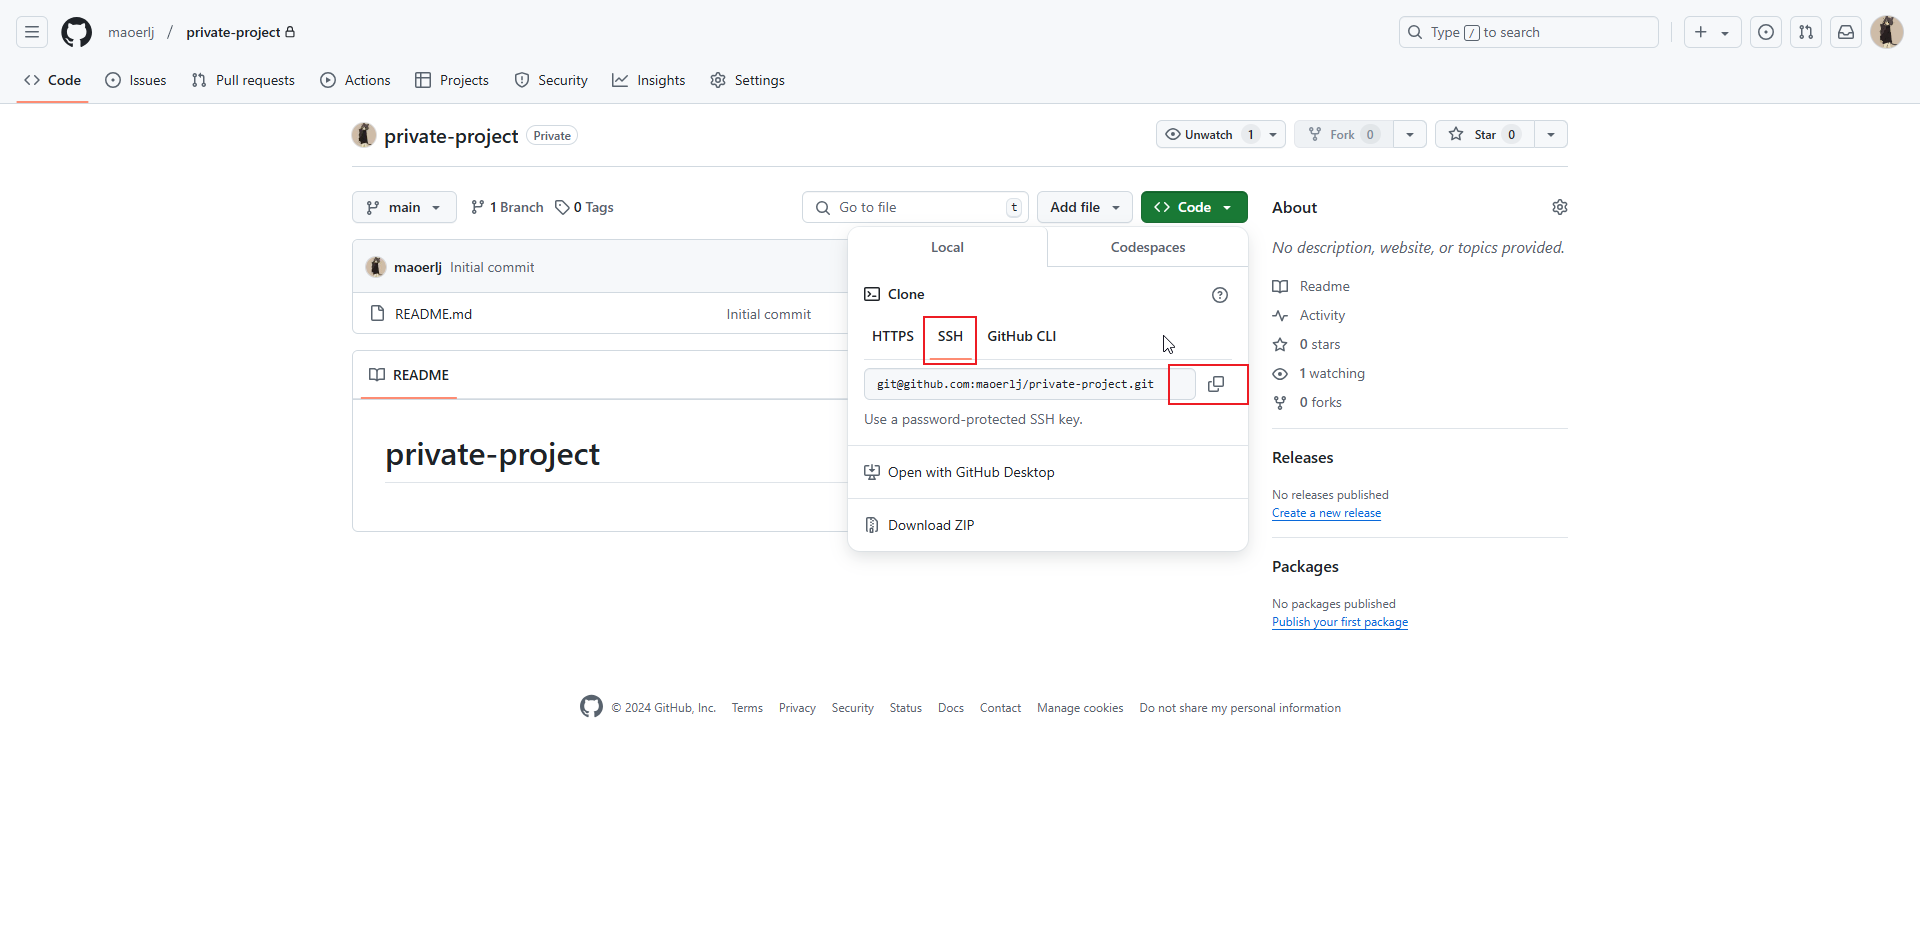 maoerlj / private-project
Type / to search
Code Issues Pull requests Actions Projects Security Insights Settings
private-project Private
Unwatch 1 Fork 0 Star 0
main 1 Branch 0 Tags
Go to file t Add file Code
maoerlj Initial commit
README.md Initial commit
README
private-project
Local Codespaces
Clone
HTTPS SSH GitHub CLI
git@github.com:maoerlj/private-project.git
Use a password-protected SSH key.
Open with GitHub Desktop
Download ZIP
About
No description, website, or topics provided.
Readme
Activity
0 stars
1 watching
0 forks
Releases
No releases published
Create a new release
Packages
No packages published
Publish your first package
© 2024 GitHub, Inc. Terms Privacy Security Status Docs Contact Manage cookies Do not share my personal information